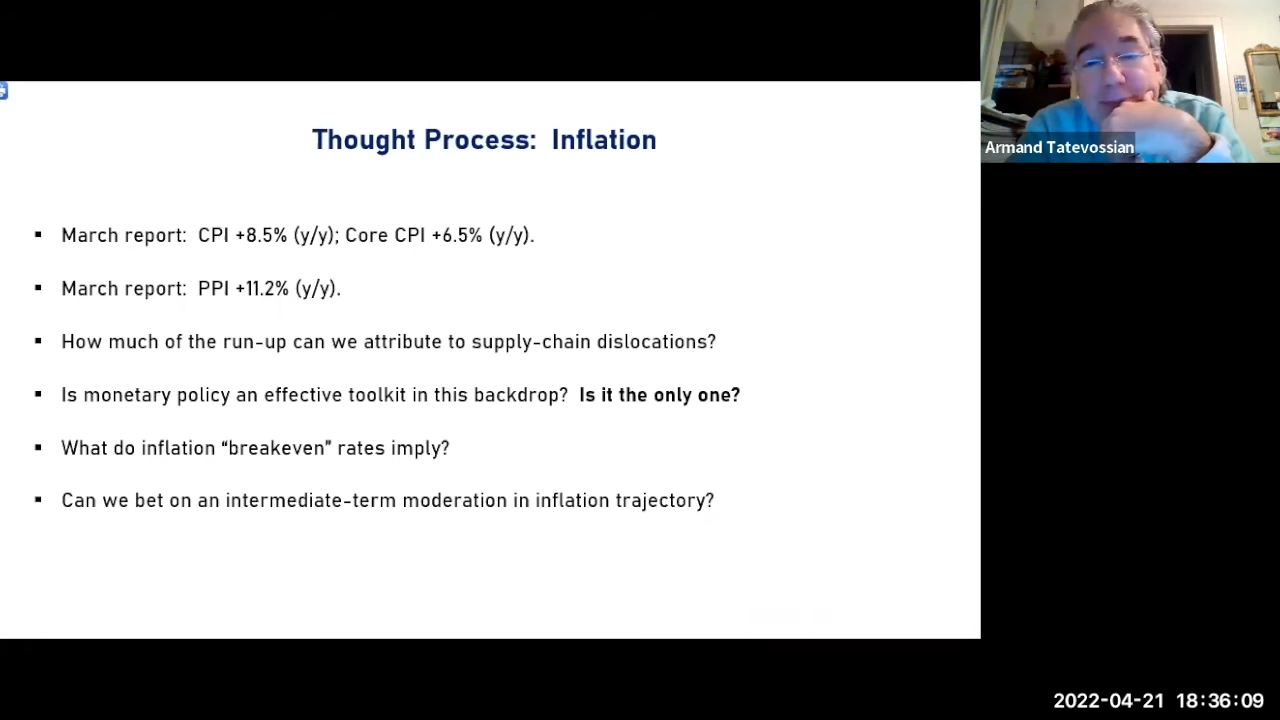 Thought Process: Inflation
▪ March report: CPI +8.5% (y/y); Core CPI +6.5% (y/y).
▪ March report: PPI +11.2% (y/y).
▪ How much of the run-up can we attribute to supply-chain dislocations?
▪ Is monetary policy an effective toolkit in this backdrop? Is it the only one?
▪ What do inflation “breakeven” rates imply?
▪ Can we bet on an intermediate-term moderation in inflation trajectory?
Armand Tatevossian
2022-04-21 18:36:09